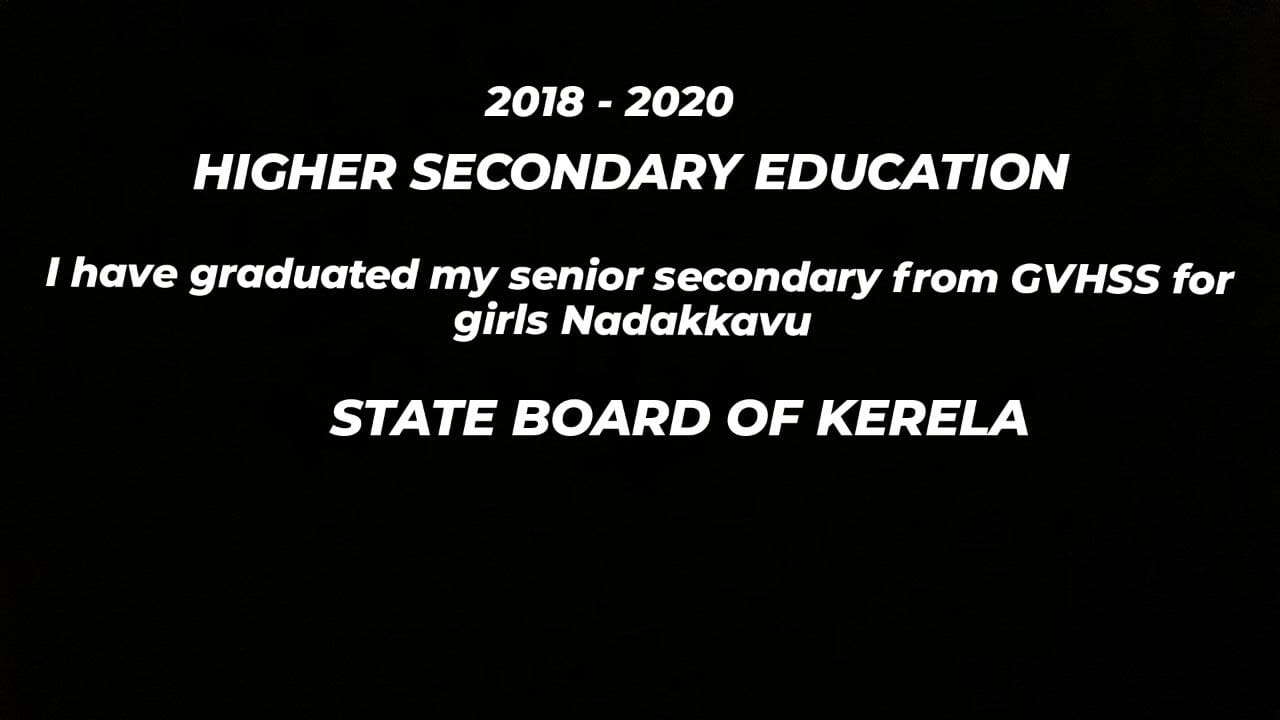 2018 - 2020
HIGHER SECONDARY EDUCATION
I have graduated my senior secondary from GVHSS for
girls Nadakkavu
STATE BOARD OF KERELA